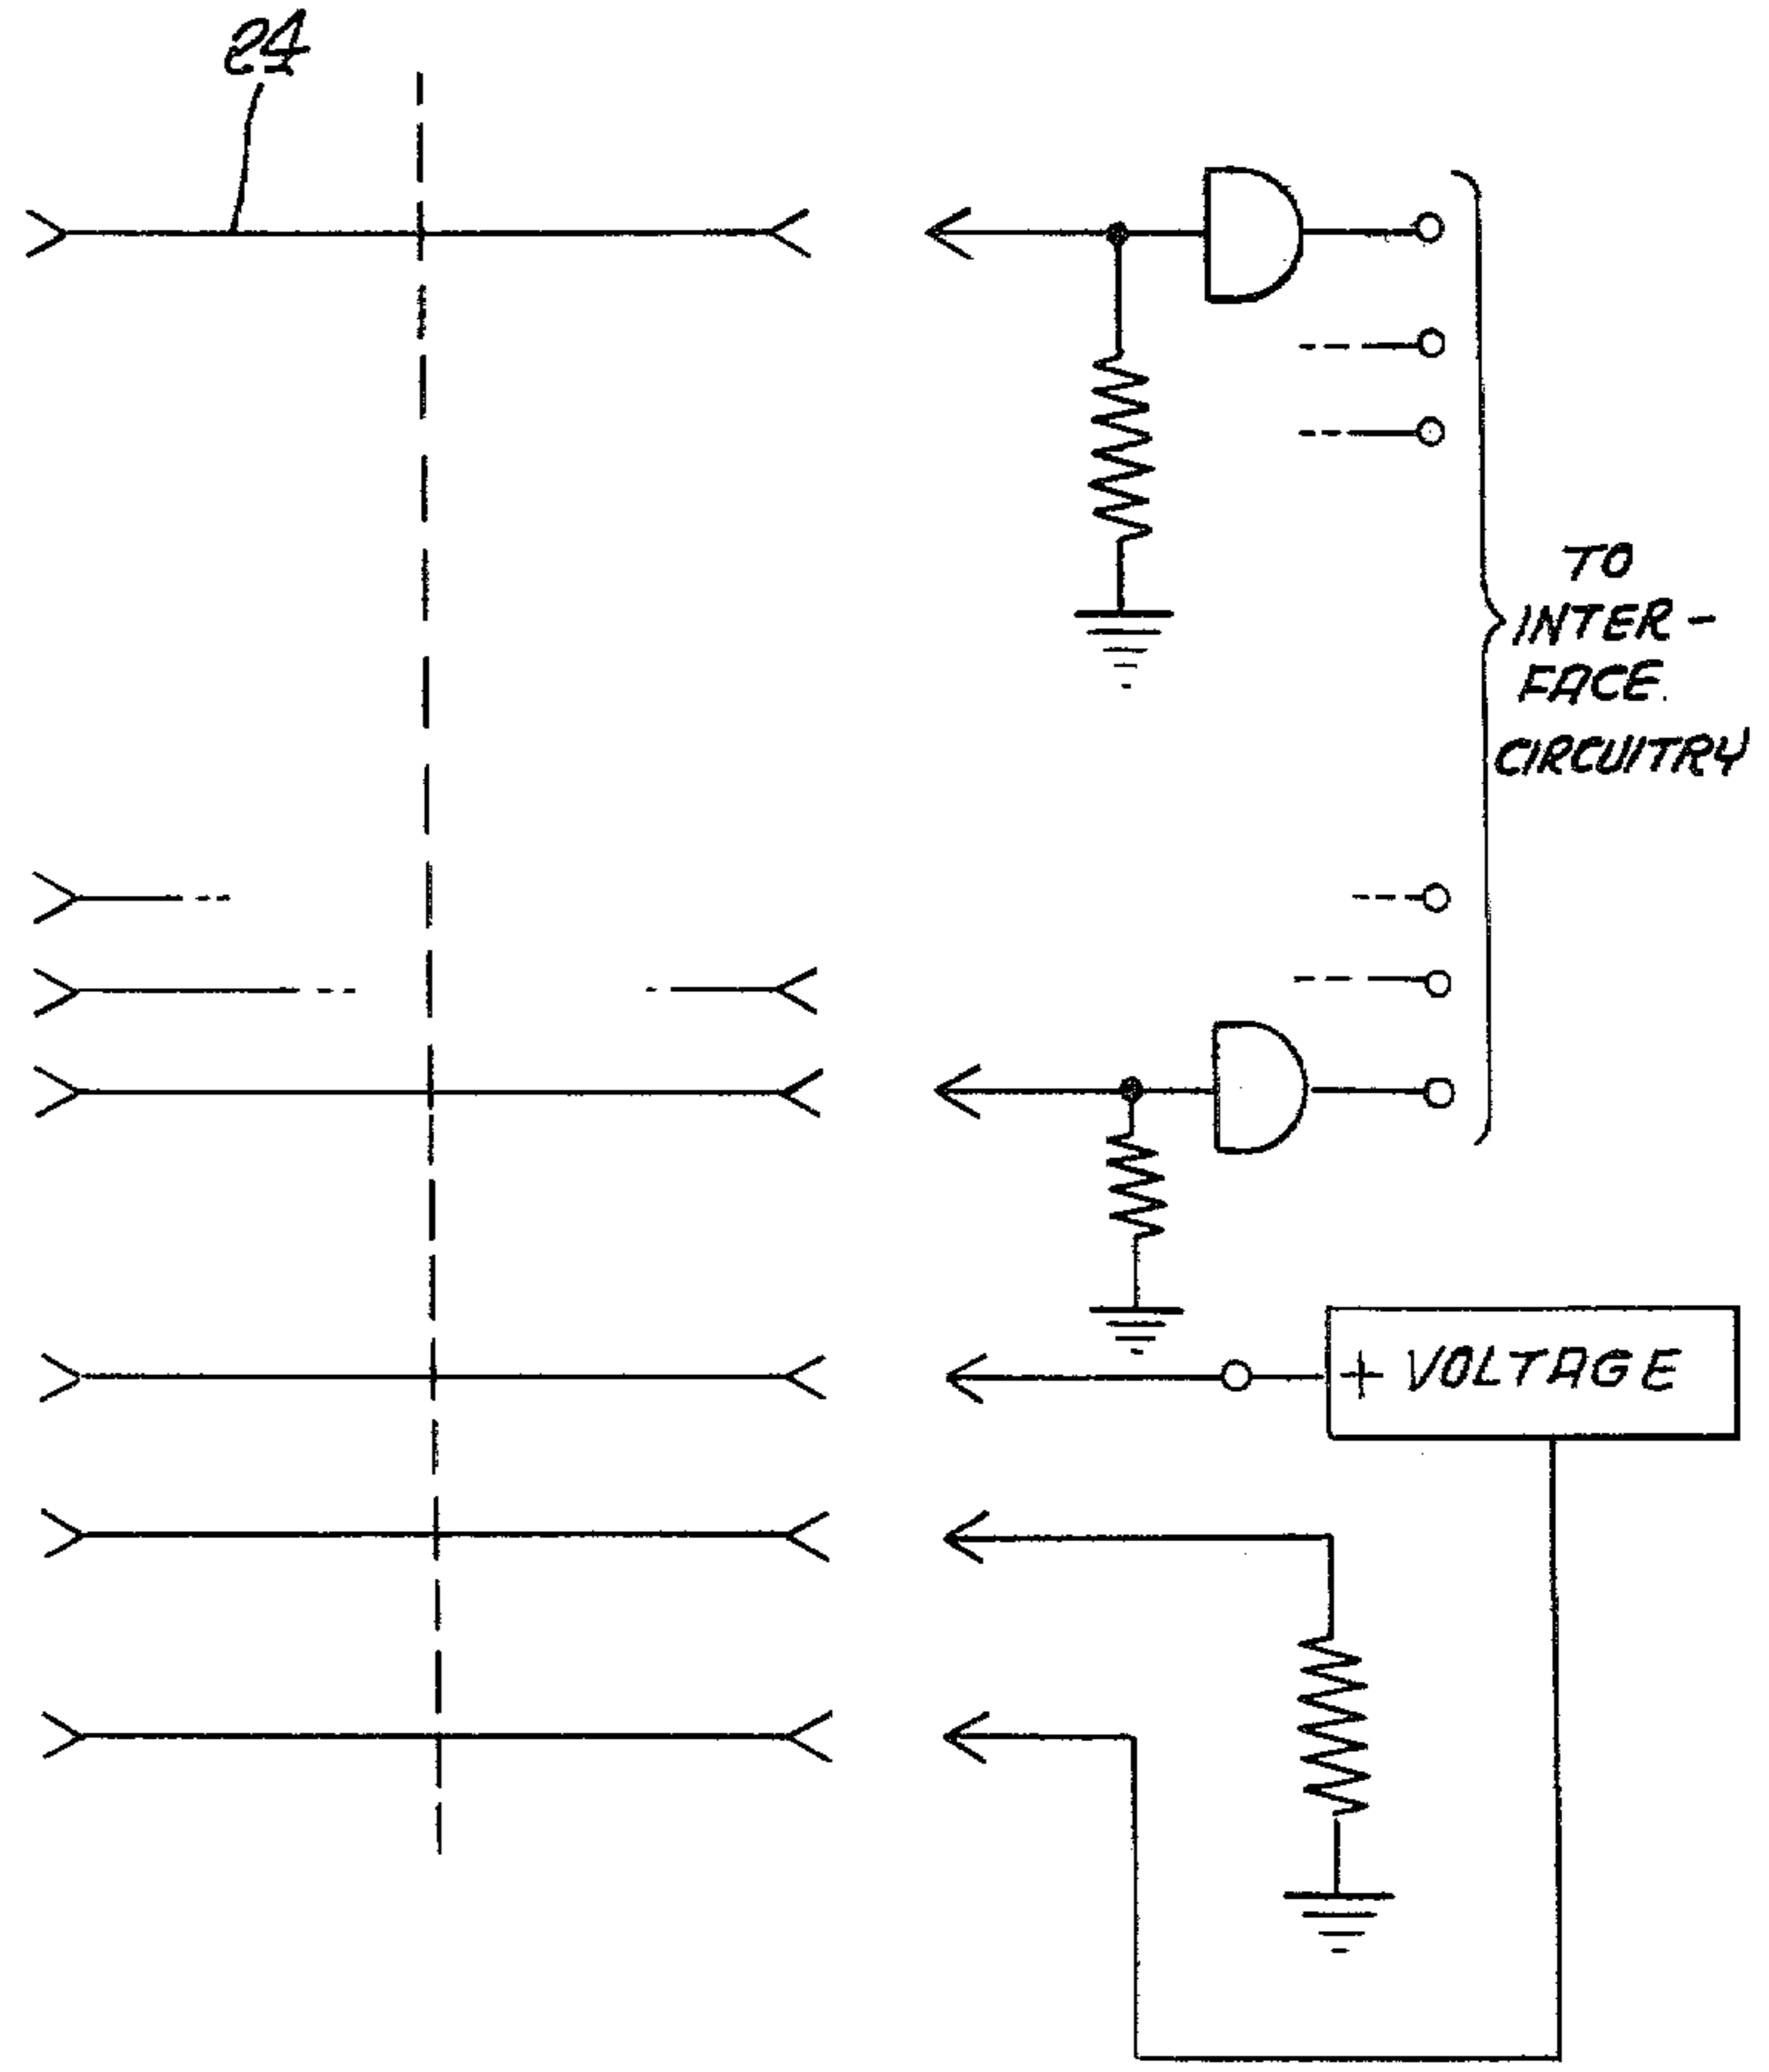 24
TO
INTER-
FACE.
CIRCUITRY
+ VOLTAGE